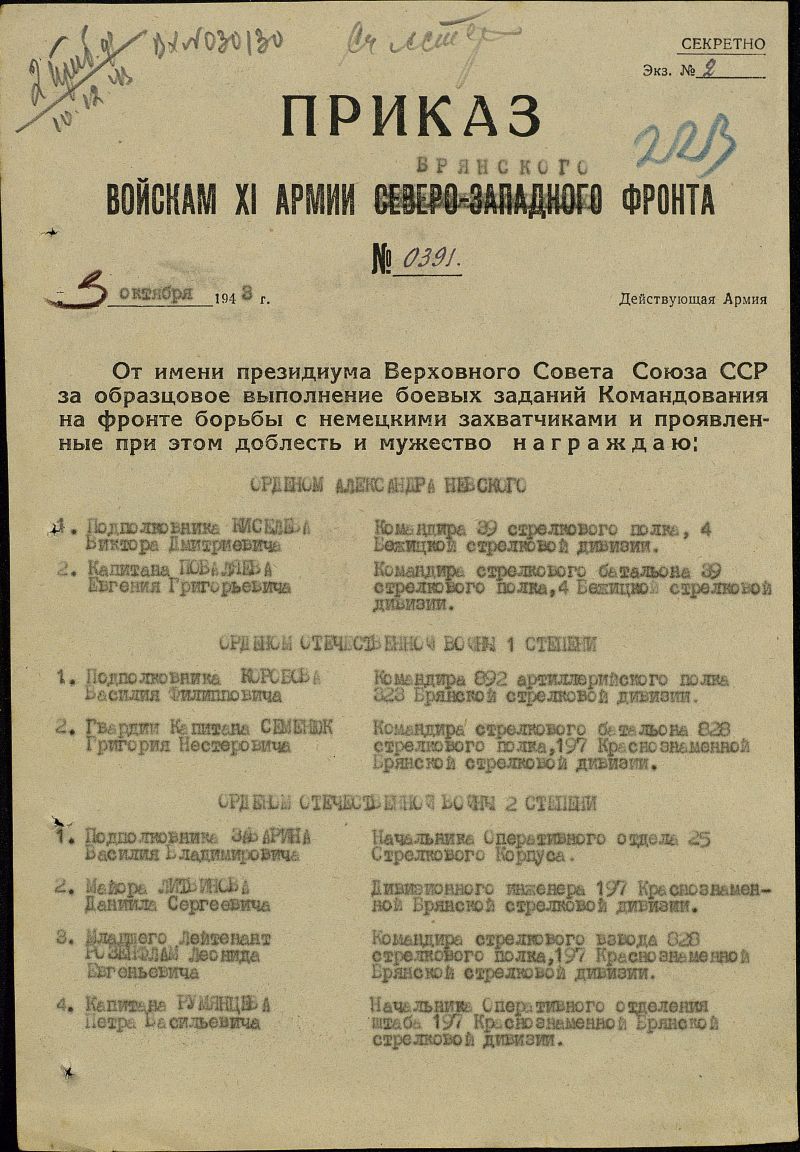 вх№030130
10.12.43
СЕКРЕТНО
Экз. № 2
ПРИКАЗ
223
БРЯНСКОГО
ВОЙСКАМ XI АРМИИ СЕВЕРО-ЗАПАДНОГО ФРОНТА
№ 0391.
„3 октября 1943 г.
Действующая Армия
От имени президиума Верховного Совета Союза ССР
за образцовое выполнение боевых заданий Командования
на фронте борьбы с немецкими захватчиками и проявлен-
ные при этом доблесть и мужество награждаю:
ОРДЕНОМ АЛЕКСАНДРА НЕВСКОГО
1. Подполковника КИСЕЛЕВА Командира 39 стрелкового полка, 4
Виктора Дмитриевича Бежицкой стрелковой дивизии.
2. Капитана ПОВАЛЯЕВА Командира стрелкового батальона 39
Евгения Григорьевича стрелкового полка,4 Бежицкой стрелковой
дивизии.
ОРДЕНОМ ОТЕЧЕСТВЕННОЙ ВОЙНЫ 1 СТЕПЕНИ
1. Подполковника КОРОБОВА Командира 892 артиллерийского полка
Василия Филипповича 323 Брянской стрелковой дивизии.
2. Гвардии Капитана СЕМЕНЮК Командира стрелкового батальона 828
Григория Нестеровича стрелкового полка,197 Краснознаменной
Брянской стрелковой дивизии.
ОРДЕНОМ ОТЕЧЕСТВЕННОЙ ВОЙНЫ 2 СТЕПЕНИ
1. Подполковника Начальника Оперативного отдела 25
Василия Владимировича Стрелкового Корпуса.
2. Майора ЛИТВИНОВА Дивизионного инженера 197 Краснознамен-
Даниила Сергеевича ной Брянской стрелковой дивизии.
3. Младшего Лейтенант Командира стрелкового взвода 828
РОЗЕНФЛАМ Леонида стрелкового полка,197 Краснознаменной
Евгеньевича Брянской стрелковой дивизии.
4. Капитана РУМЯНЦЕВА Начальника Оперативного отделения
Петра Васильевича штаба 197 Краснознаменной Брянской
стрелковой дивизии.